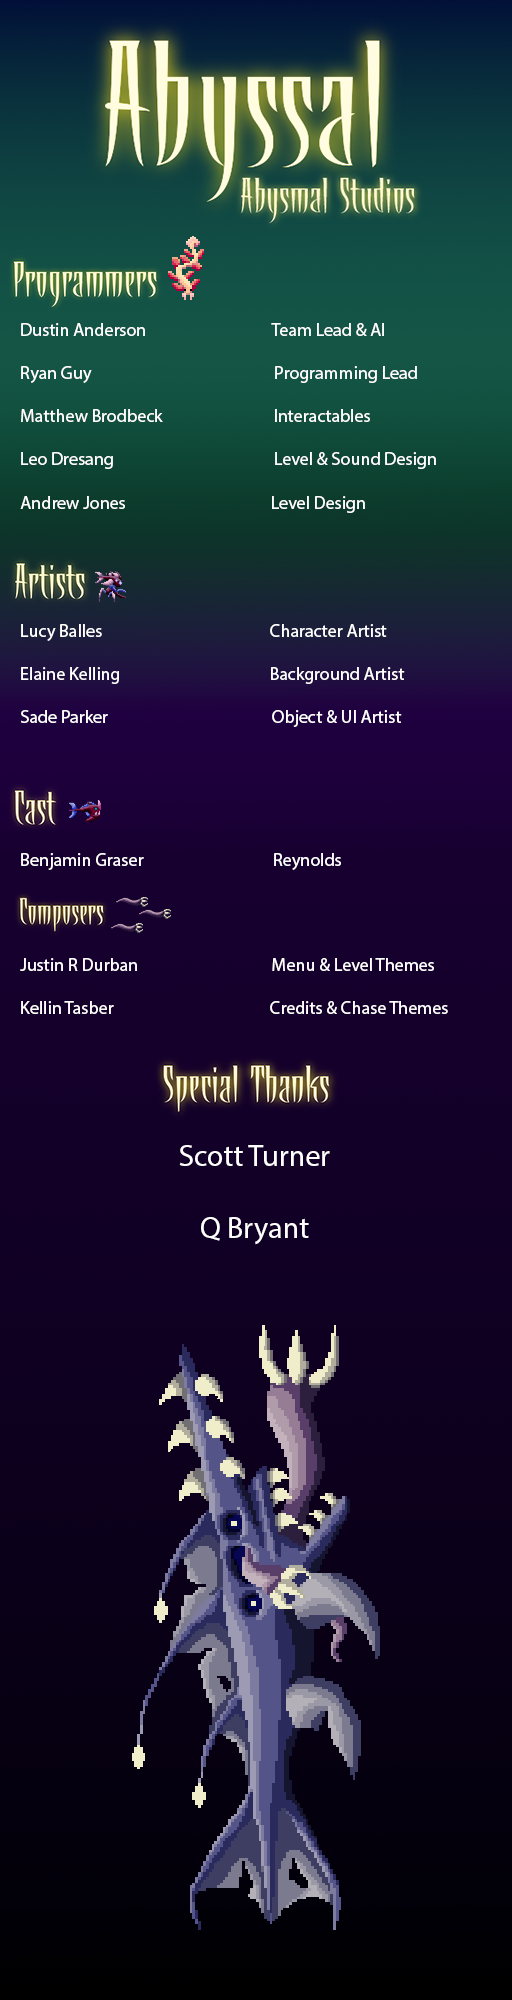 Abyssal
Abysmal Studios
Programmers
Dustin Anderson Team Lead & AI
Ryan Guy Programming Lead
Matthew Brodbeck Interactables
Leo Dresang Level & Sound Design
Andrew Jones Level Design
Artists
Lucy Balles Character Artist
Elaine Kelling Background Artist
Sade Parker Object & UI Artist
Cast
Benjamin Graser Reynolds
Composers
Justin R Durban Menu & Level Themes
Kellin Tasber Credits & Chase Themes
Special Thanks
Scott Turner
Q Bryant